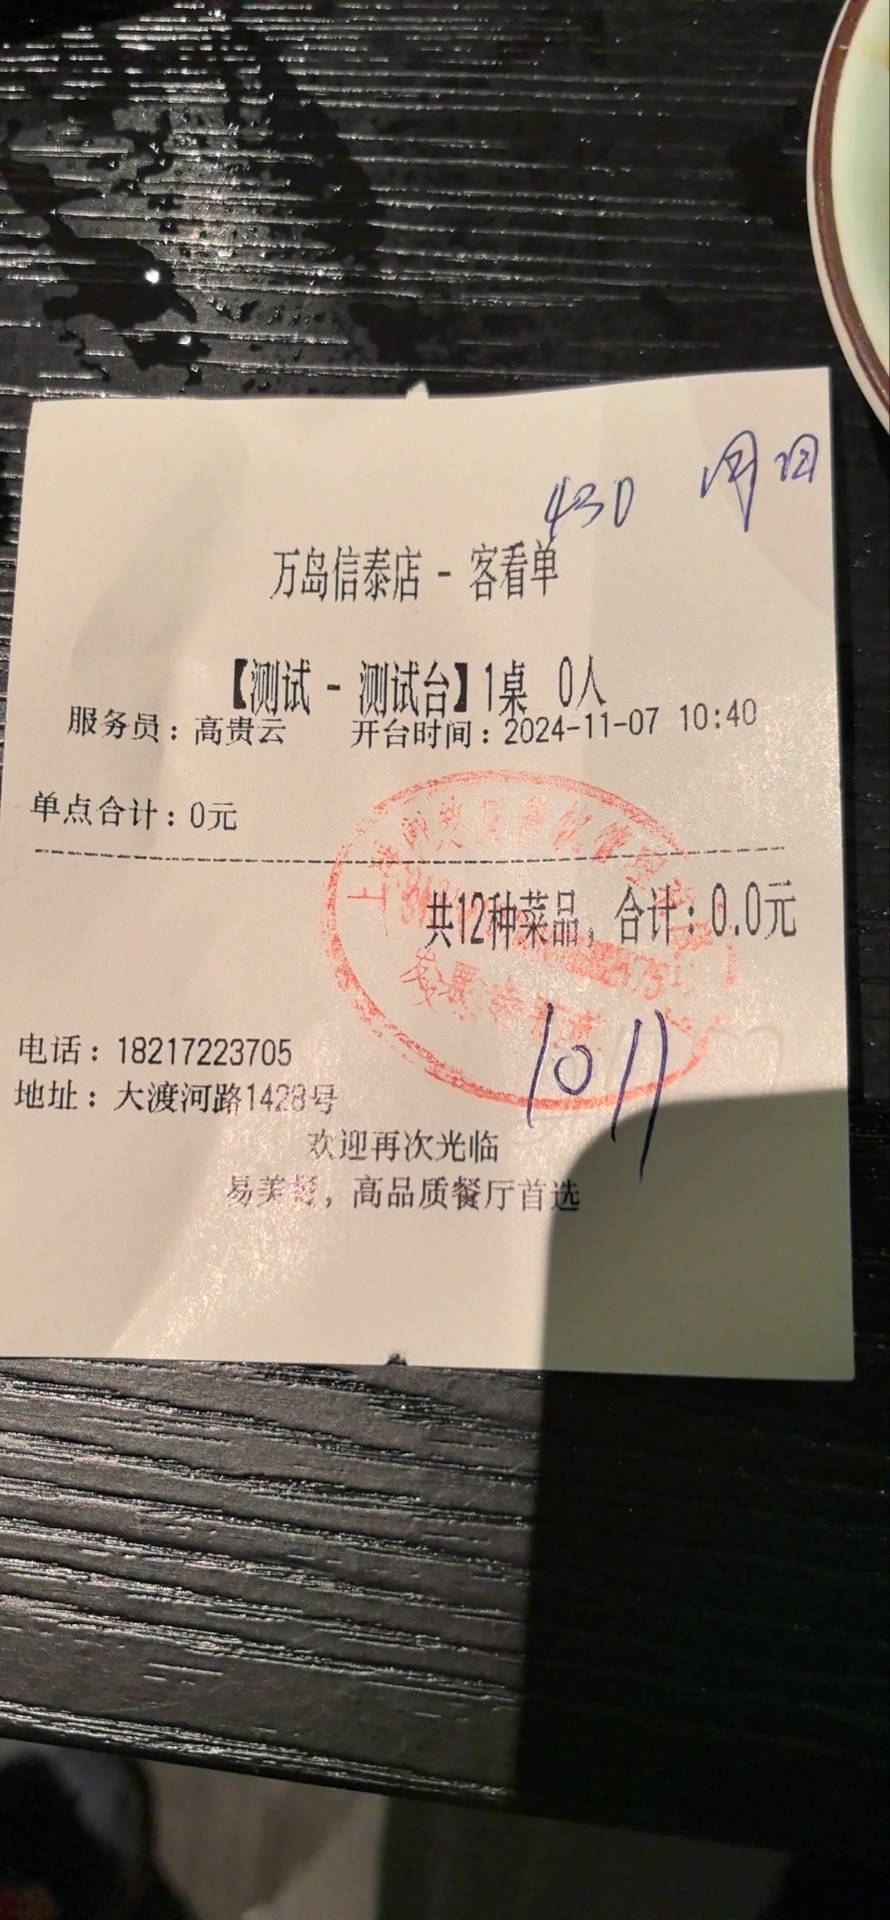 430 周日
万岛信泰店 - 客看单
【测试 - 测试台】1桌 0人
服务员：高贵云 开台时间：2024-11-07 10:40
单点合计：0元
共12种菜品，合计：0.0元
1011
电话：18217223705
地址：大渡河路1428号
欢迎再次光临
易美餐，高品质餐厅首选